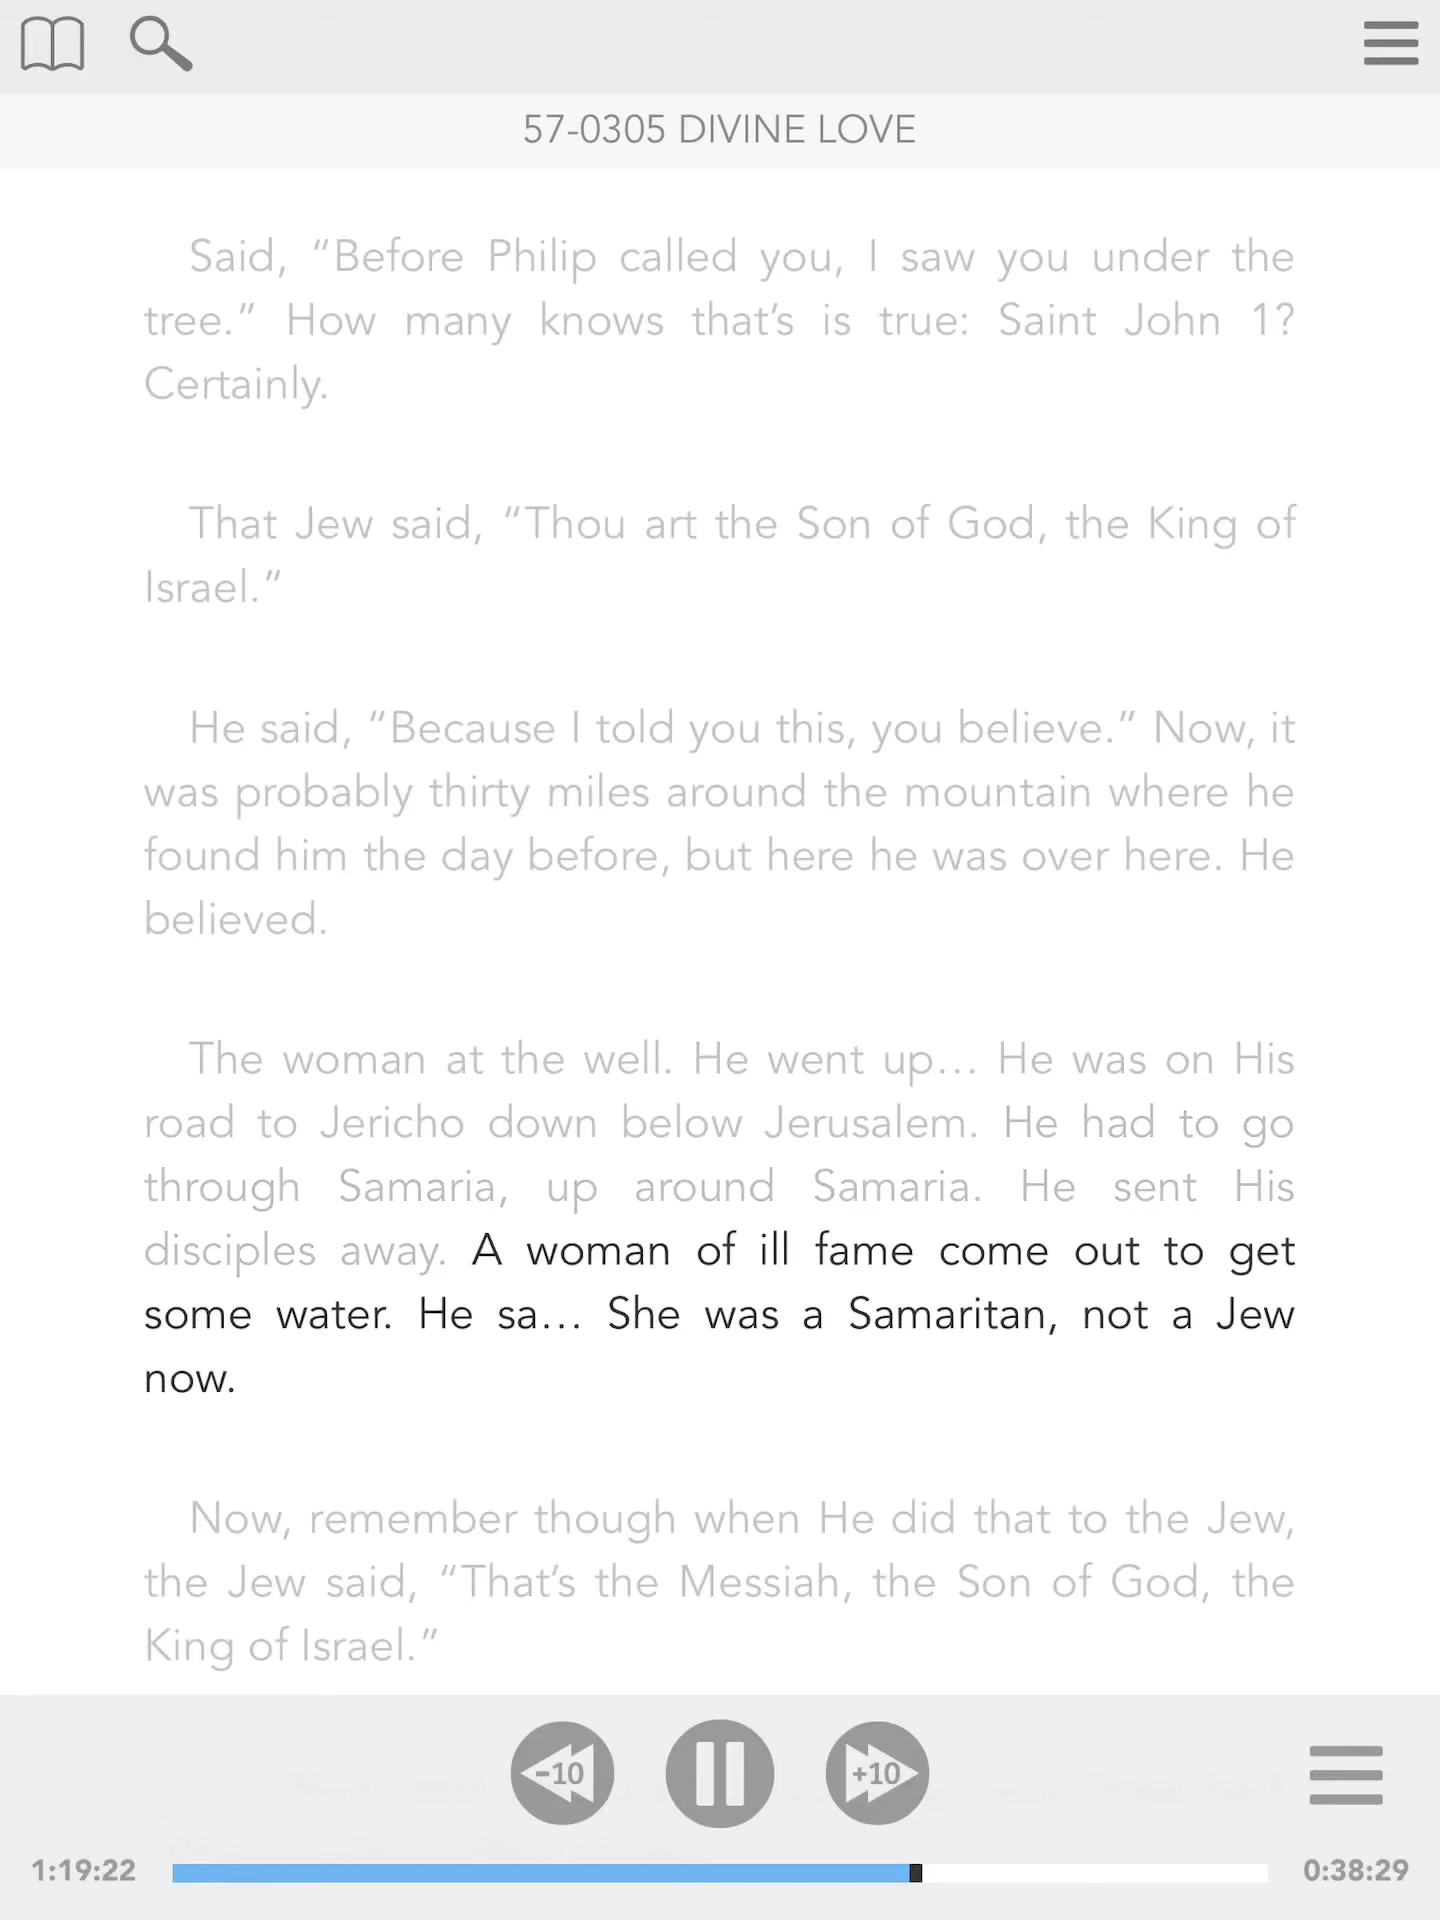 57-0305 DIVINE LOVE
Said, “Before Philip called you, I saw you under the
tree.” How many knows that’s is true: Saint John 1?
Certainly.
That Jew said, “Thou art the Son of God, the King of
Israel.”
He said, “Because I told you this, you believe.” Now, it
was probably thirty miles around the mountain where he
found him the day before, but here he was over here. He
believed.
The woman at the well. He went up… He was on His
road to Jericho down below Jerusalem. He had to go
through Samaria, up around Samaria. He sent His
disciples away. A woman of ill fame come out to get
some water. He sa… She was a Samaritan, not a Jew
now.
Now, remember though when He did that to the Jew,
the Jew said, “That’s the Messiah, the Son of God, the
King of Israel.”
-10 +10
1:19:22 0:38:29